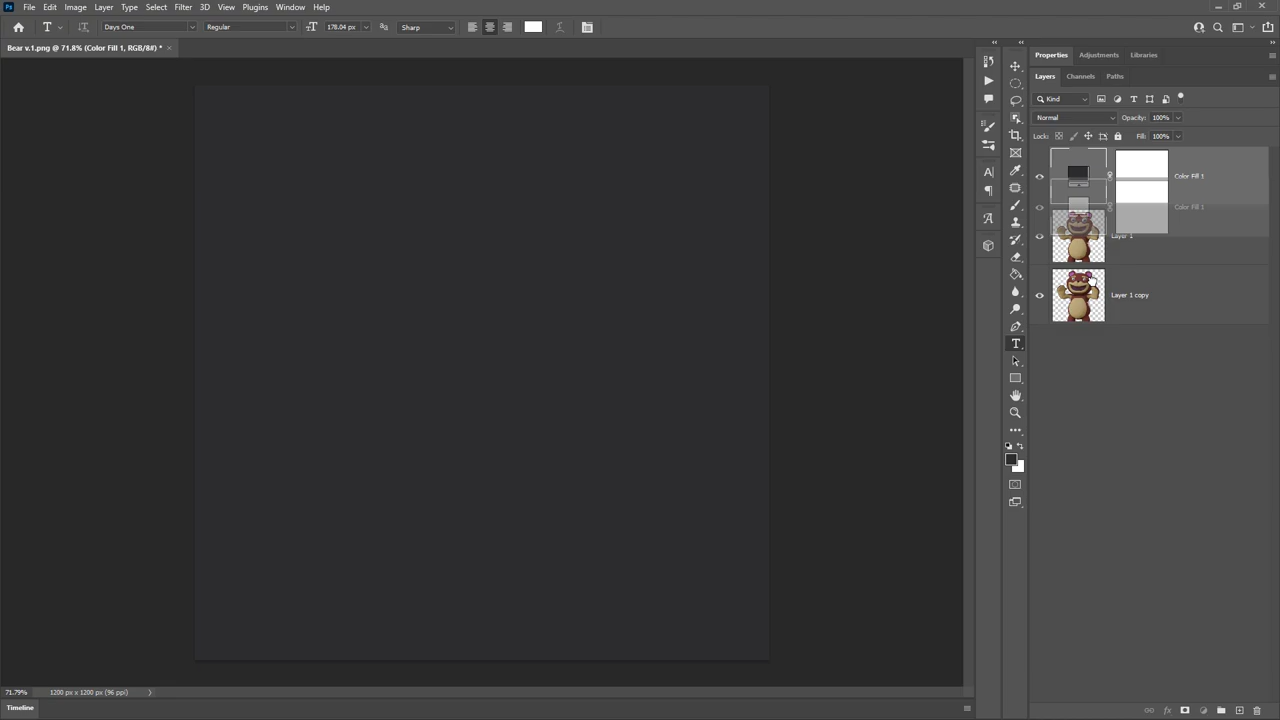 Ps File Edit Image Layer Type Select Filter 3D View Plugins Window Help
T Days One Regular 178.04 px Sharp
Bear v.1.png @ 71.8% (Color Fill 1, RGB/8#) *
Properties Adjustments Libraries
Layers Channels Paths
Kind
Normal Opacity: 100%
Lock: Fill: 100%
Color Fill 1
Color Fill 1
Layer 1
Layer 1 copy
71.79% 1200 px x 1200 px (96 ppi)
Timeline